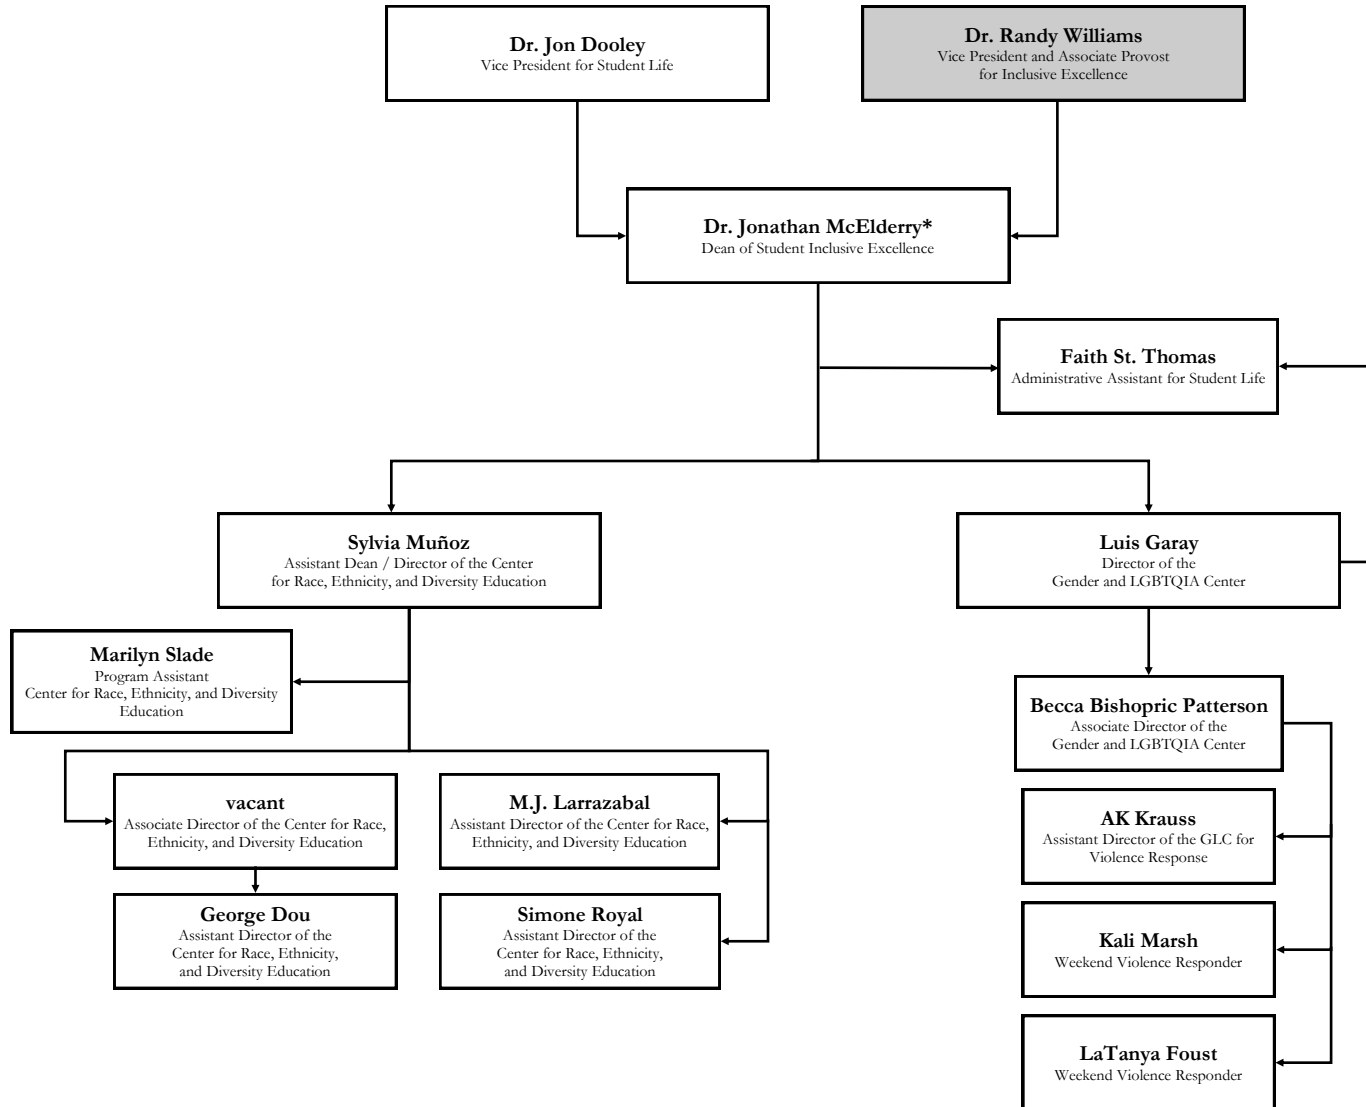 Dr. Jon Dooley
Vice President for Student Life
Dr. Randy Williams
Vice President and Associate Provost
for Inclusive Excellence
Dr. Jonathan McElderry*
Dean of Student Inclusive Excellence
Faith St. Thomas
Administrative Assistant for Student Life
Sylvia Muñoz
Assistant Dean / Director of the Center
for Race, Ethnicity, and Diversity Education
Luis Garay
Director of the
Gender and LGBTQIA Center
Marilyn Slade
Program Assistant
Center for Race, Ethnicity, and Diversity
Education
Becca Bishopric Patterson
Associate Director of the
Gender and LGBTQIA Center
vacant
Associate Director of the Center for Race,
Ethnicity, and Diversity Education
M.J. Larrazabal
Assistant Director of the Center for Race,
Ethnicity, and Diversity Education
AK Krauss
Assistant Director of the GLC for
Violence Response
George Dou
Assistant Director of the
Center for Race, Ethnicity,
and Diversity Education
Simone Royal
Assistant Director of the
Center for Race, Ethnicity,
and Diversity Education
Kali Marsh
Weekend Violence Responder
LaTanya Foust
Weekend Violence Responder